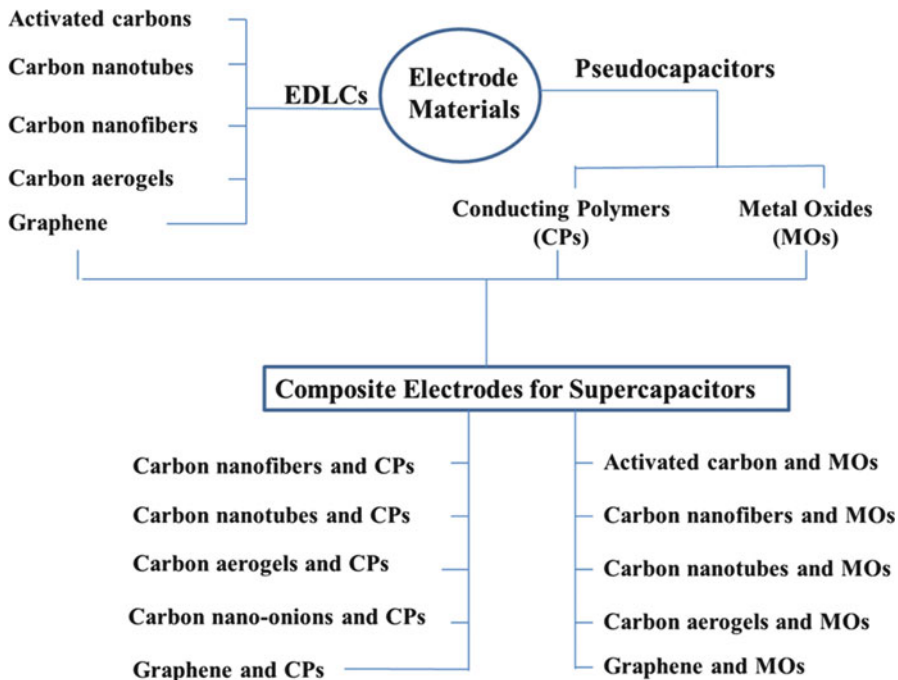 Activated carbons
Carbon nanotubes
Carbon nanofibers
Carbon aerogels
Graphene
EDLCs
Electrode
Materials
Pseudocapacitors
Conducting Polymers
(CPs)
Metal Oxides
(MOs)
Composite Electrodes for Supercapacitors
Carbon nanofibers and CPs
Carbon nanotubes and CPs
Carbon aerogels and CPs
Carbon nano-onions and CPs
Graphene and CPs
Activated carbon and MOs
Carbon nanofibers and MOs
Carbon nanotubes and MOs
Carbon aerogels and MOs
Graphene and MOs